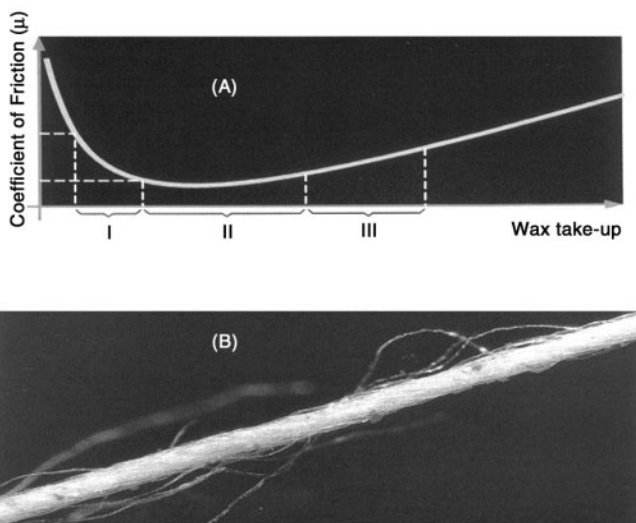 Coefficient of Friction (μ)
(A)
I
II
III
Wax take-up
(B)